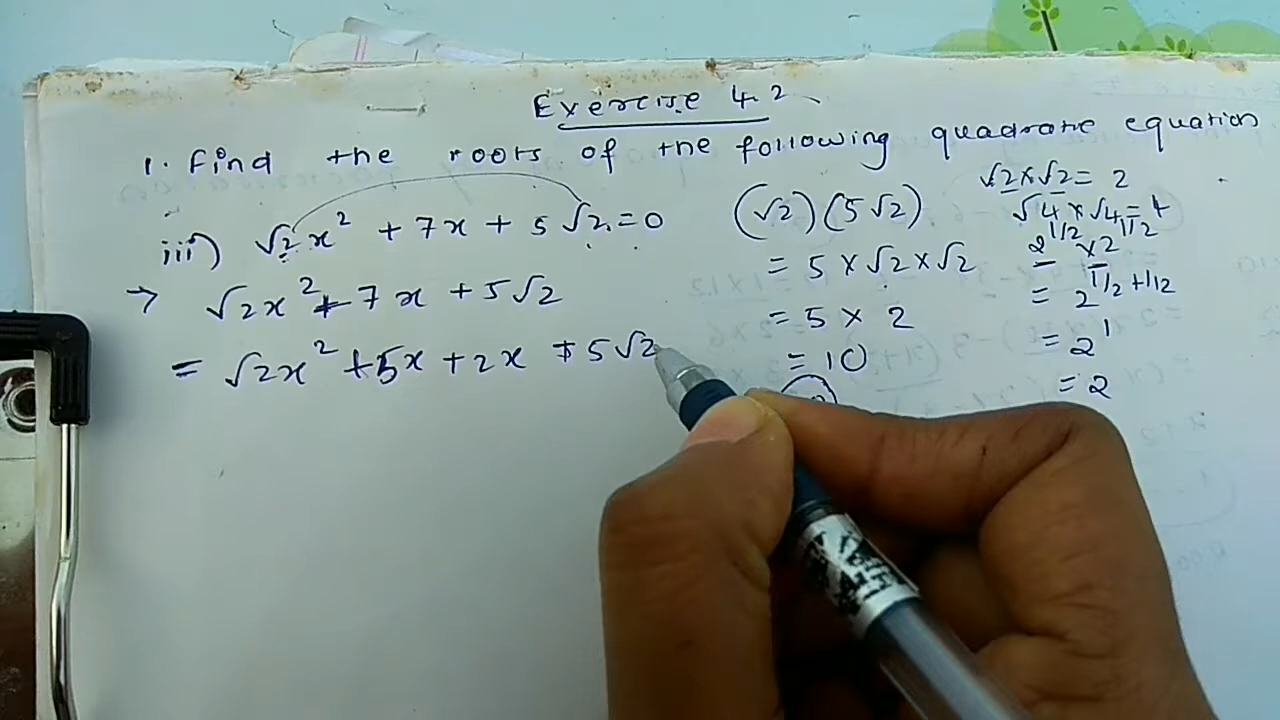 Exercise 4.2
1. Find the roots of the following quadratic equation
iii) √2x² + 7x + 5√2 = 0
→ √2x² + 7x + 5√2
= √2x² + 5x + 2x + 5√2
(√2)(5√2)
= 5 × √2 × √2
= 5 × 2
= 10
√2 × √2 = 2
√4 × √4 = 4
2^1/2 × 2^1/2
= 2^1/2 + 1/2
= 2^1
= 2